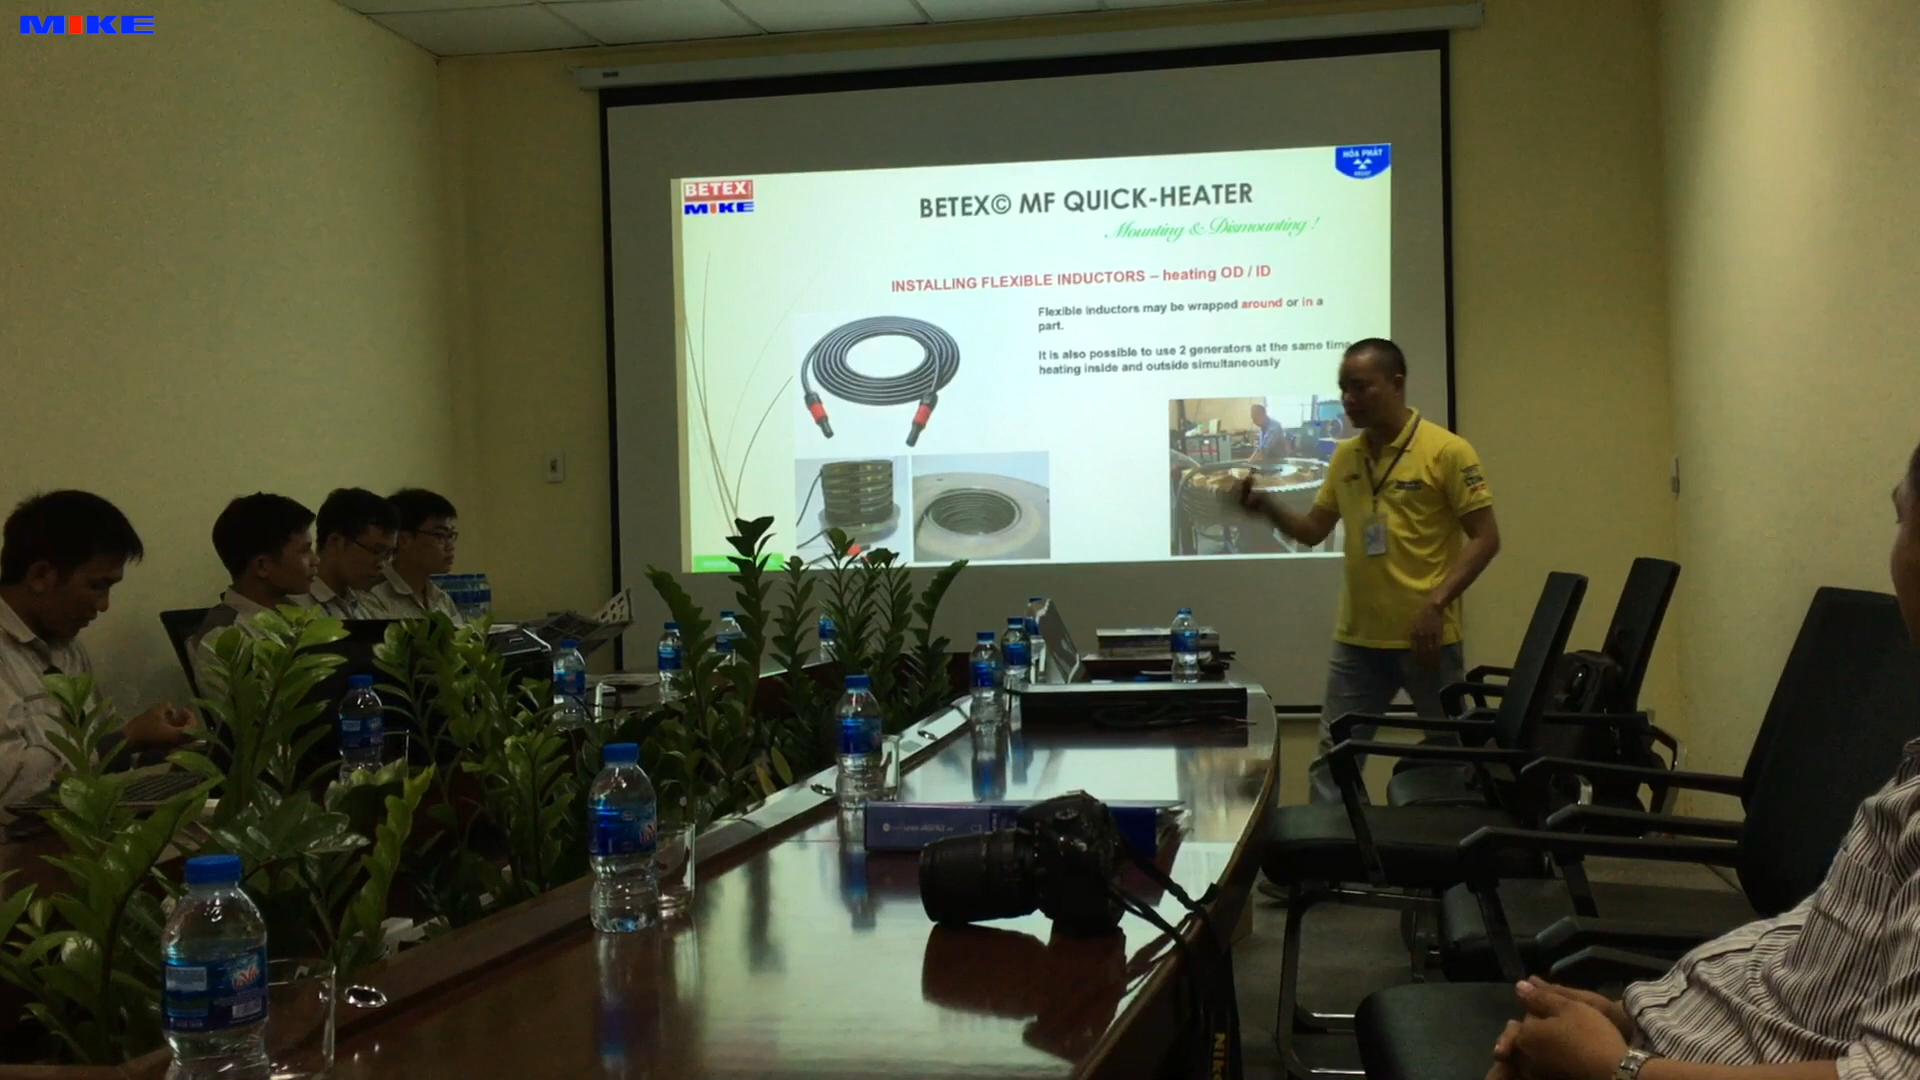 MIKE
BETEX
MIKE
HÒA PHÁT
BETEX© MF QUICK-HEATER
Mounting & Dismounting !
INSTALLING FLEXIBLE INDUCTORS – heating OD / ID
Flexible inductors may be wrapped around or in a
part.
It is also possible to use 2 generators at the same time
heating inside and outside simultaneously